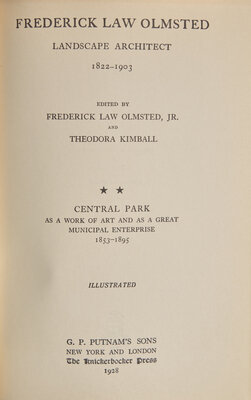 FREDERICK LAW OLMSTED
LANDSCAPE ARCHITECT
1822–1903
EDITED BY
FREDERICK LAW OLMSTED, JR.
AND
THEODORA KIMBALL
★ ★
CENTRAL PARK
AS A WORK OF ART AND AS A GREAT
MUNICIPAL ENTERPRISE
1853–1895
ILLUSTRATED
G. P. PUTNAM'S SONS
NEW YORK AND LONDON
The Knickerbocker Press
1928